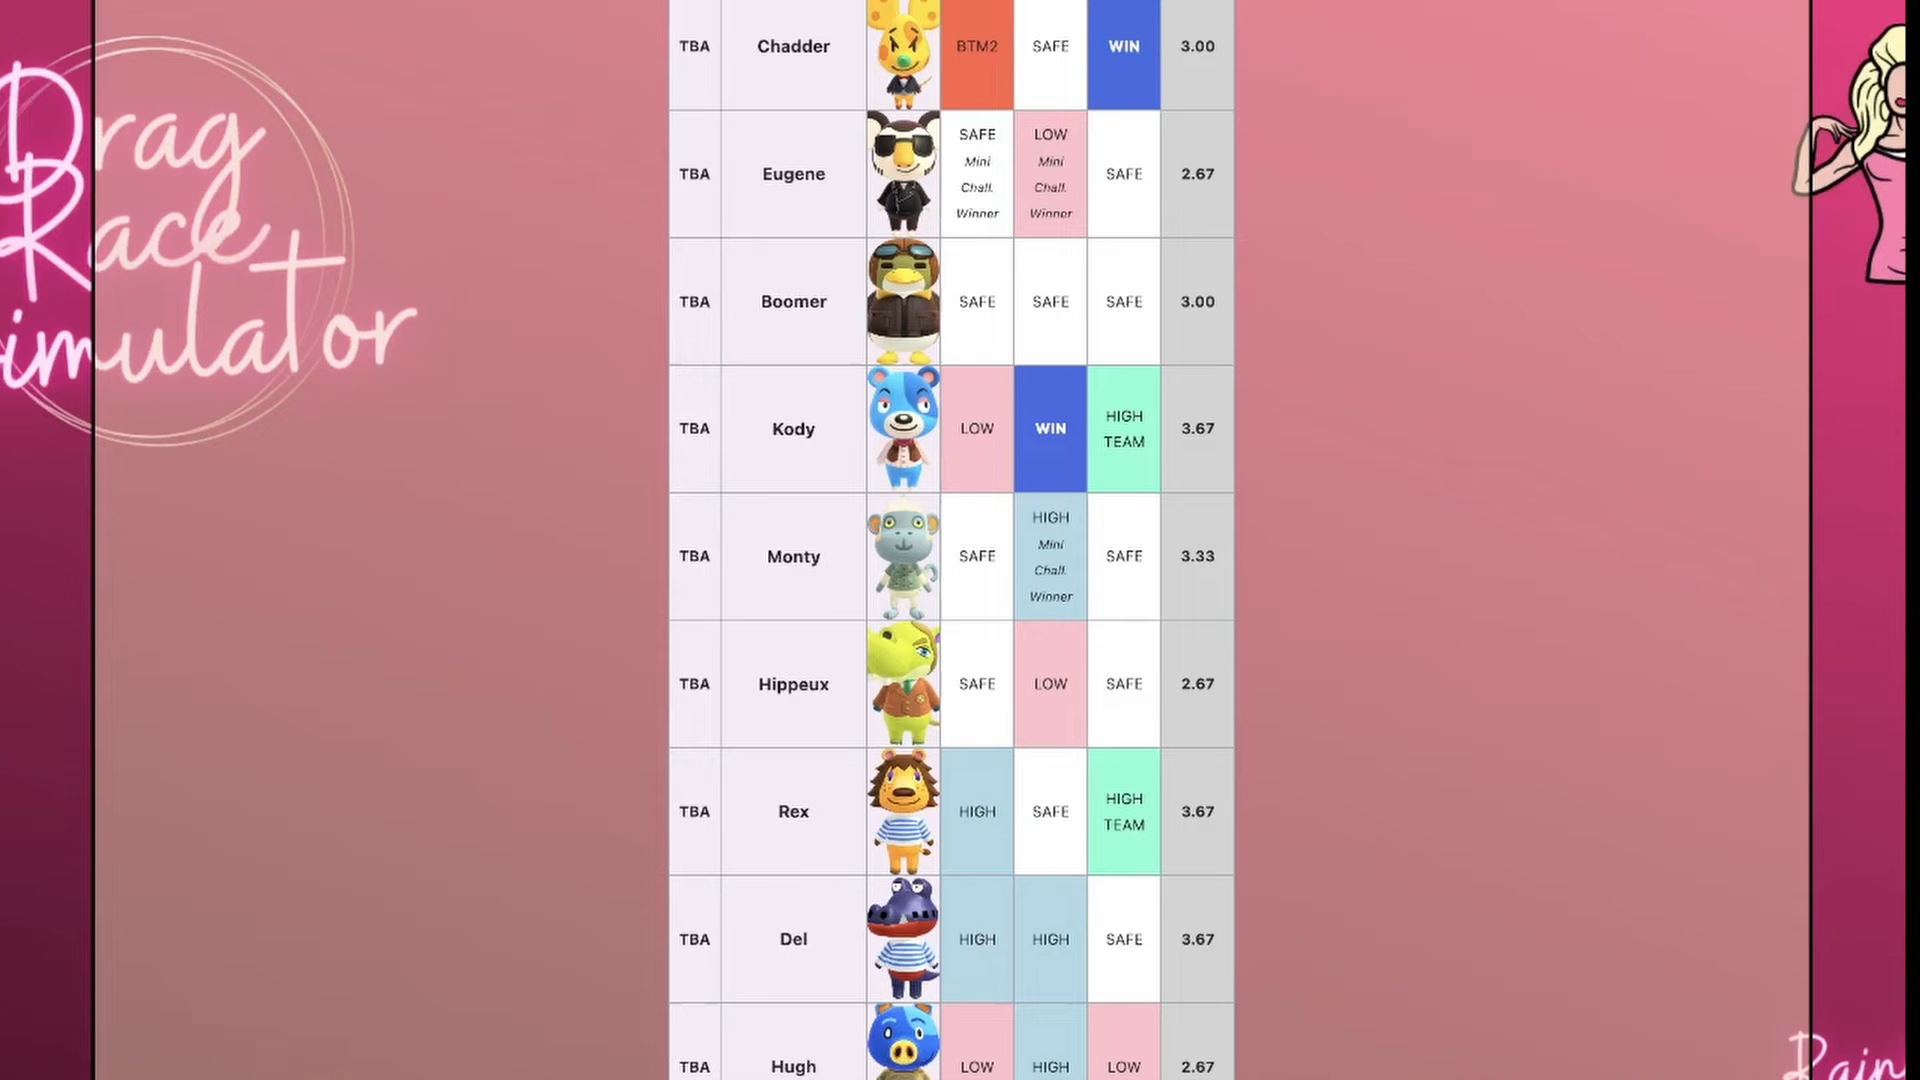 Drag
Race
Simulator
TBA Chadder BTM2 SAFE WIN 3.00
TBA Eugene SAFE Mini Chall. Winner LOW Mini Chall. Winner SAFE 2.67
TBA Boomer SAFE SAFE SAFE 3.00
TBA Kody LOW WIN HIGH TEAM 3.67
TBA Monty SAFE HIGH Mini Chall. Winner SAFE 3.33
TBA Hippeux SAFE LOW SAFE 2.67
TBA Rex HIGH SAFE HIGH TEAM 3.67
TBA Del HIGH HIGH SAFE 3.67
TBA Hugh LOW HIGH LOW 2.67
Rain